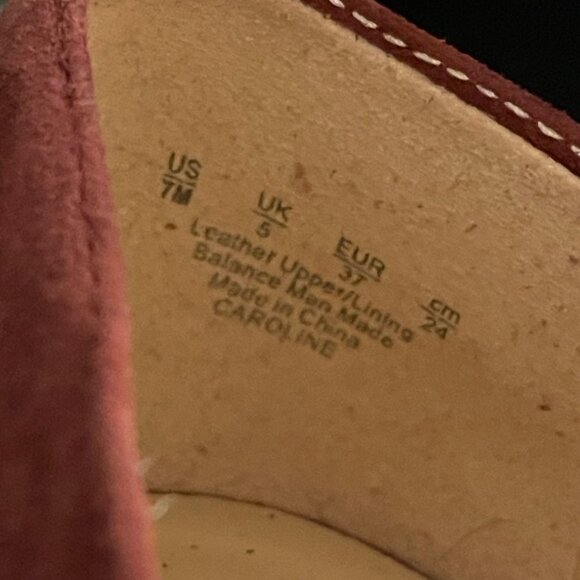 US UK EUR cm
7M 5 37 24
Leather Upper/Lining
Balance Man Made
Made in China
CAROLINE